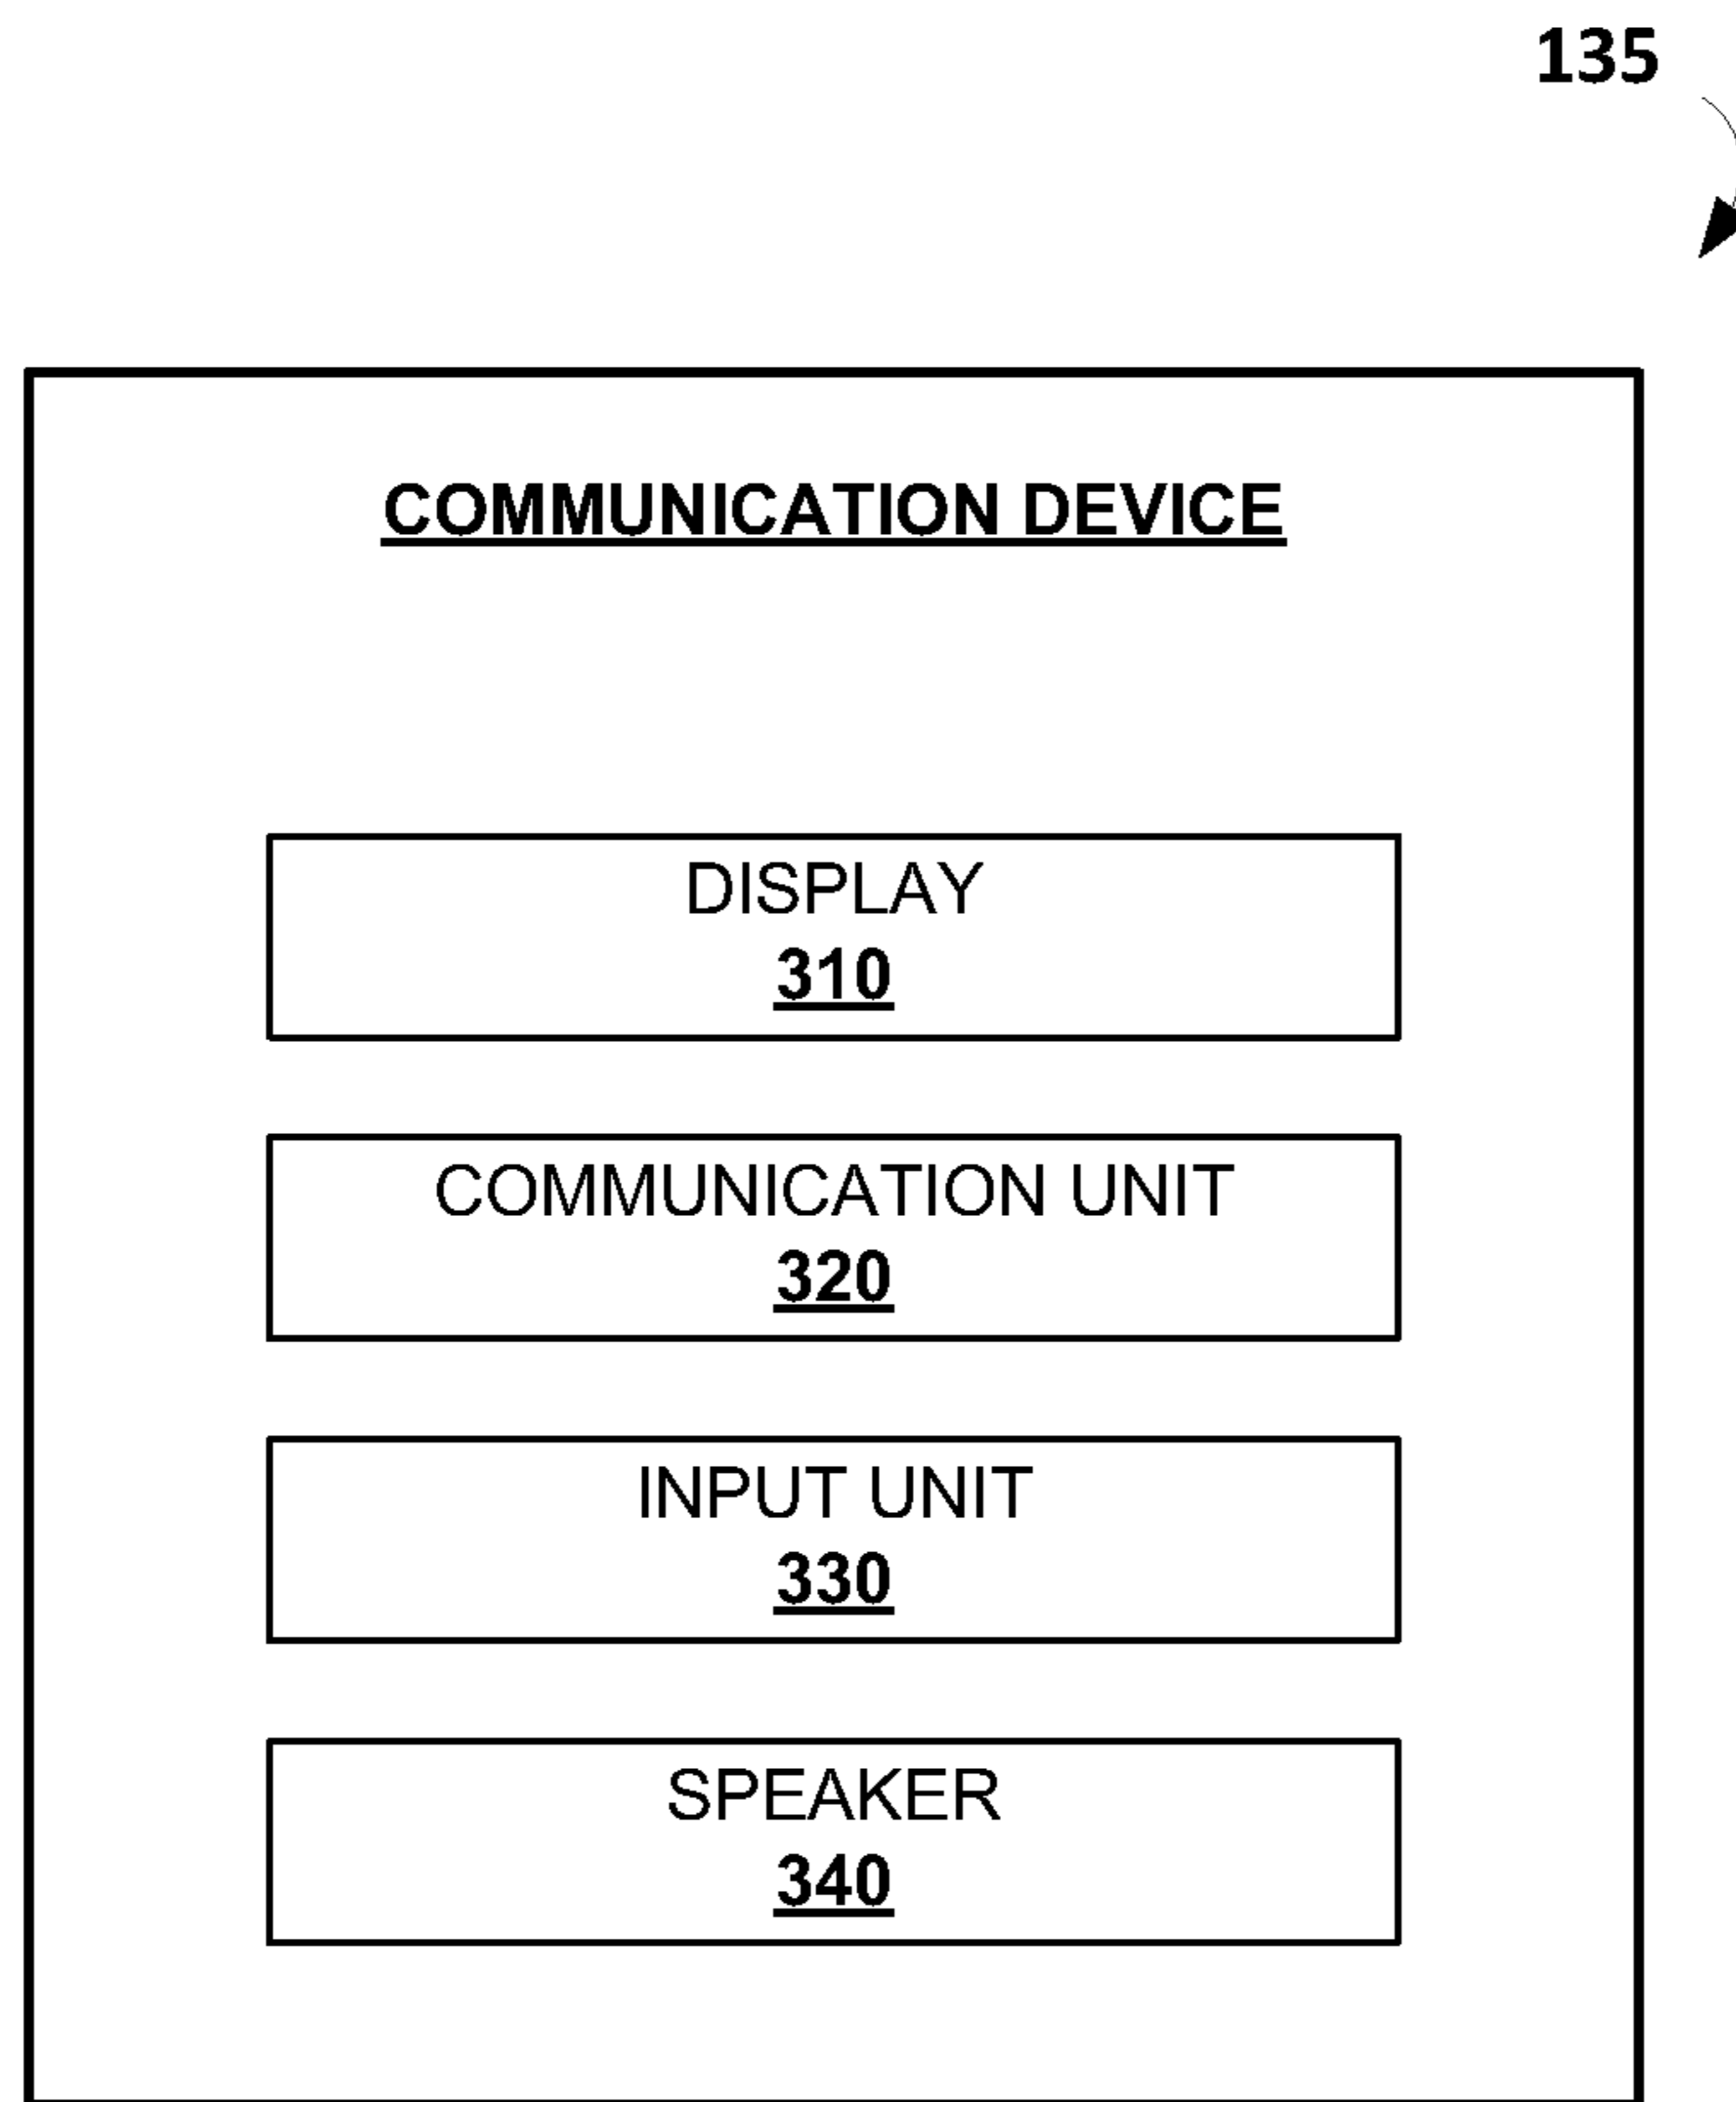 135
COMMUNICATION DEVICE
DISPLAY
310
COMMUNICATION UNIT
320
INPUT UNIT
330
SPEAKER
340